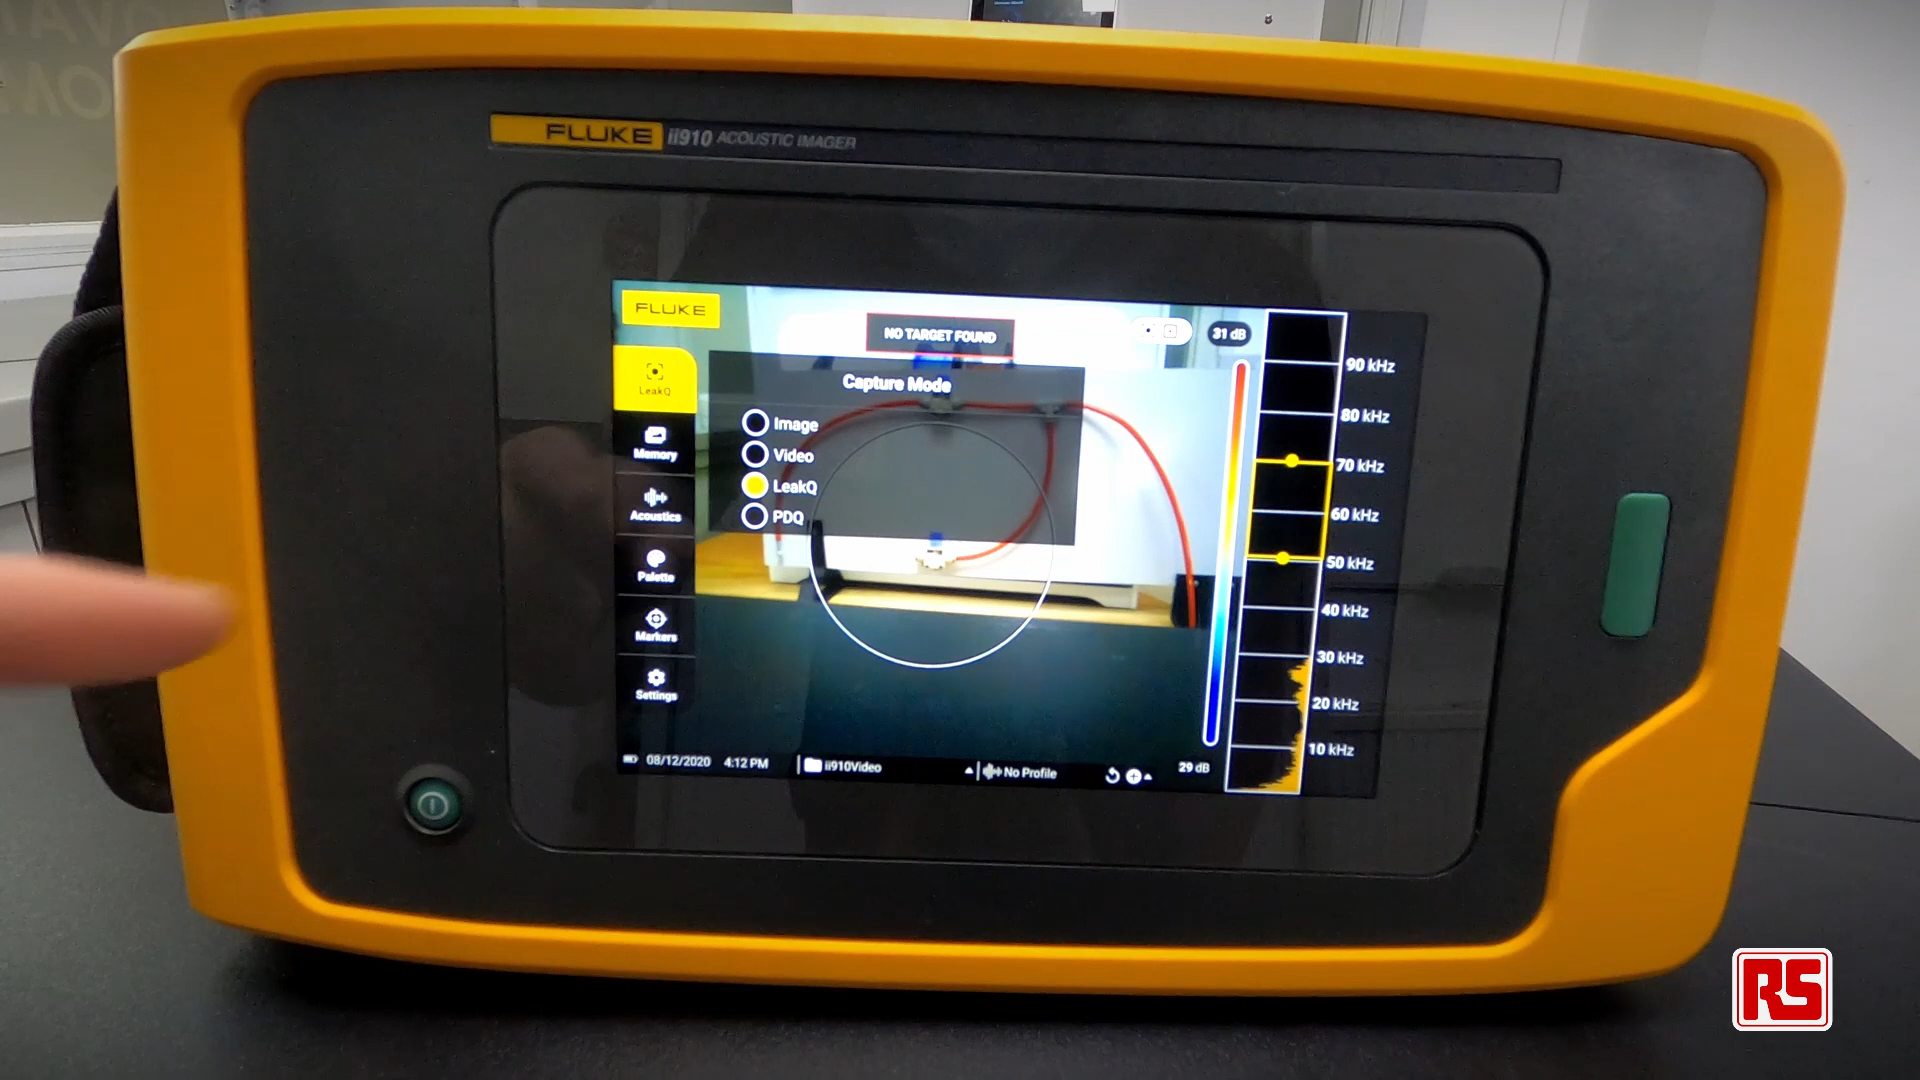 FLUKE ii910 ACOUSTIC IMAGER
FLUKE
NO TARGET FOUND
31 dB
LeakQ
Memory
Acoustics
Palette
Markers
Settings
Capture Mode
Image
Video
LeakQ
PDQ
90 kHz
80 kHz
70 kHz
60 kHz
50 kHz
40 kHz
30 kHz
20 kHz
10 kHz
08/12/2020 4:12 PM
ii910Video
No Profile
29 dB
RS